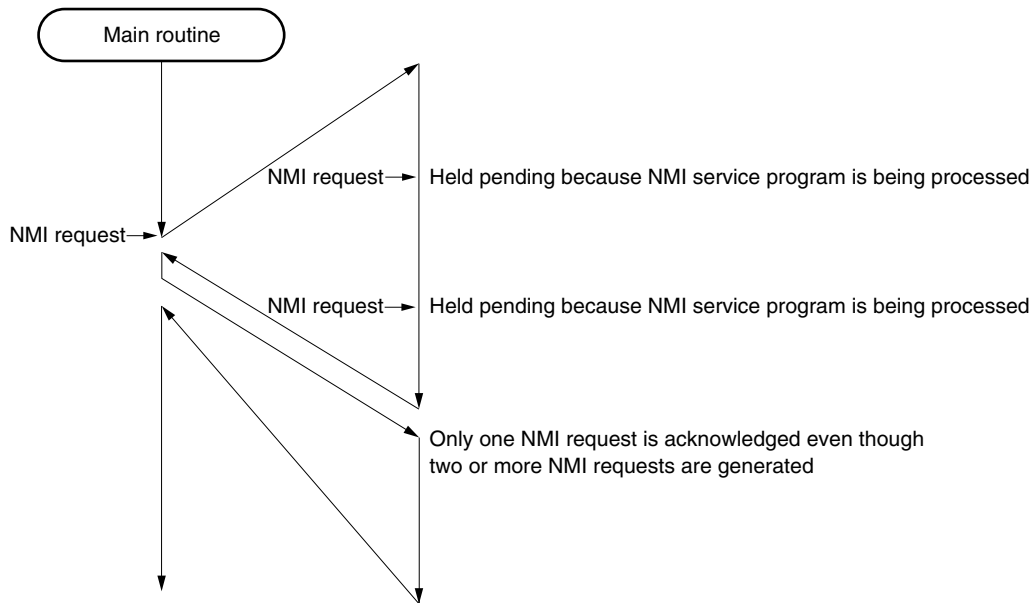 Main routine
NMI request
Held pending because NMI service program is being processed
NMI request
NMI request
Held pending because NMI service program is being processed
Only one NMI request is acknowledged even though
two or more NMI requests are generated